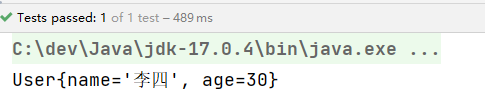 Tests passed: 1 of 1 test – 489 ms
C:\dev\Java\jdk-17.0.4\bin\java.exe ...
User{name='李四', age=30}